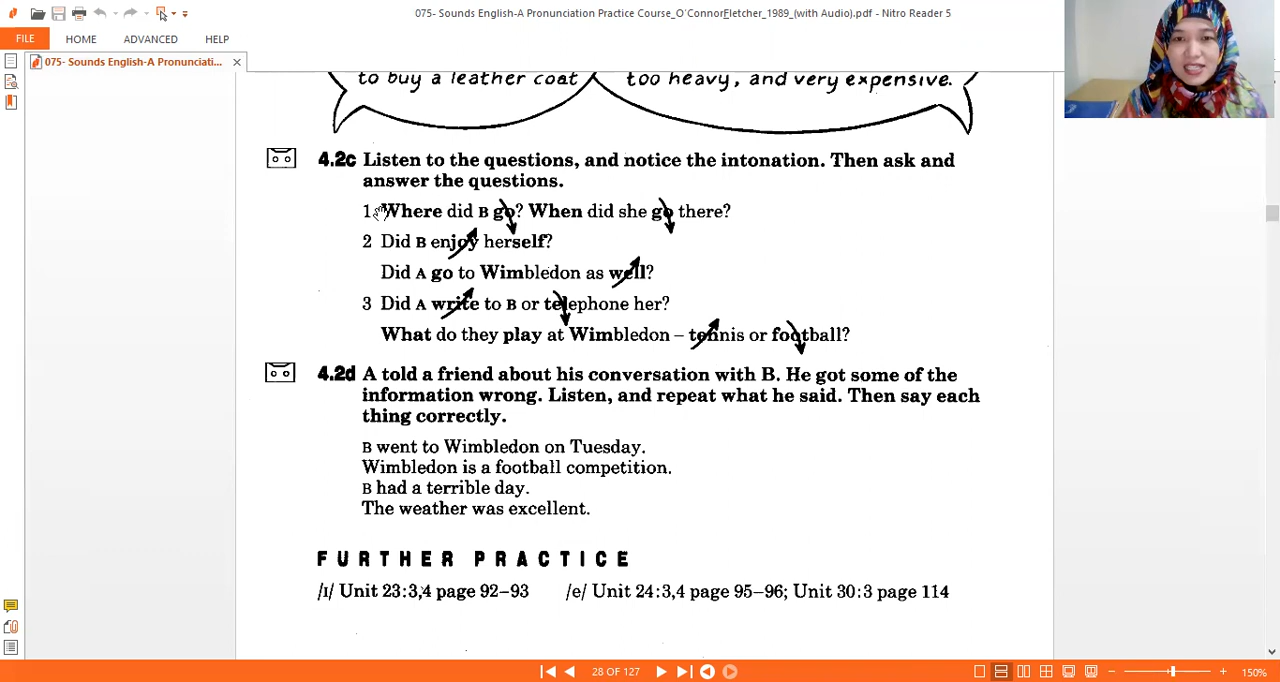 075- Sounds English-A Pronunciation Practice Course_O'ConnorFletcher_1989_(with Audio).pdf - Nitro Reader 5
FILE HOME ADVANCED HELP
075- Sounds English-A Pronunciati...
to buy a leather coat
too heavy, and very expensive.
4.2c Listen to the questions, and notice the intonation. Then ask and
answer the questions.
1 Where did B go? When did she go there?
2 Did B enjoy herself?
Did A go to Wimbledon as well?
3 Did A write to B or telephone her?
What do they play at Wimbledon – tennis or football?
4.2d A told a friend about his conversation with B. He got some of the
information wrong. Listen, and repeat what he said. Then say each
thing correctly.
B went to Wimbledon on Tuesday.
Wimbledon is a football competition.
B had a terrible day.
The weather was excellent.
FURTHER PRACTICE
/ɪ/ Unit 23:3,4 page 92–93 /e/ Unit 24:3,4 page 95–96; Unit 30:3 page 114
28 OF 127
150%